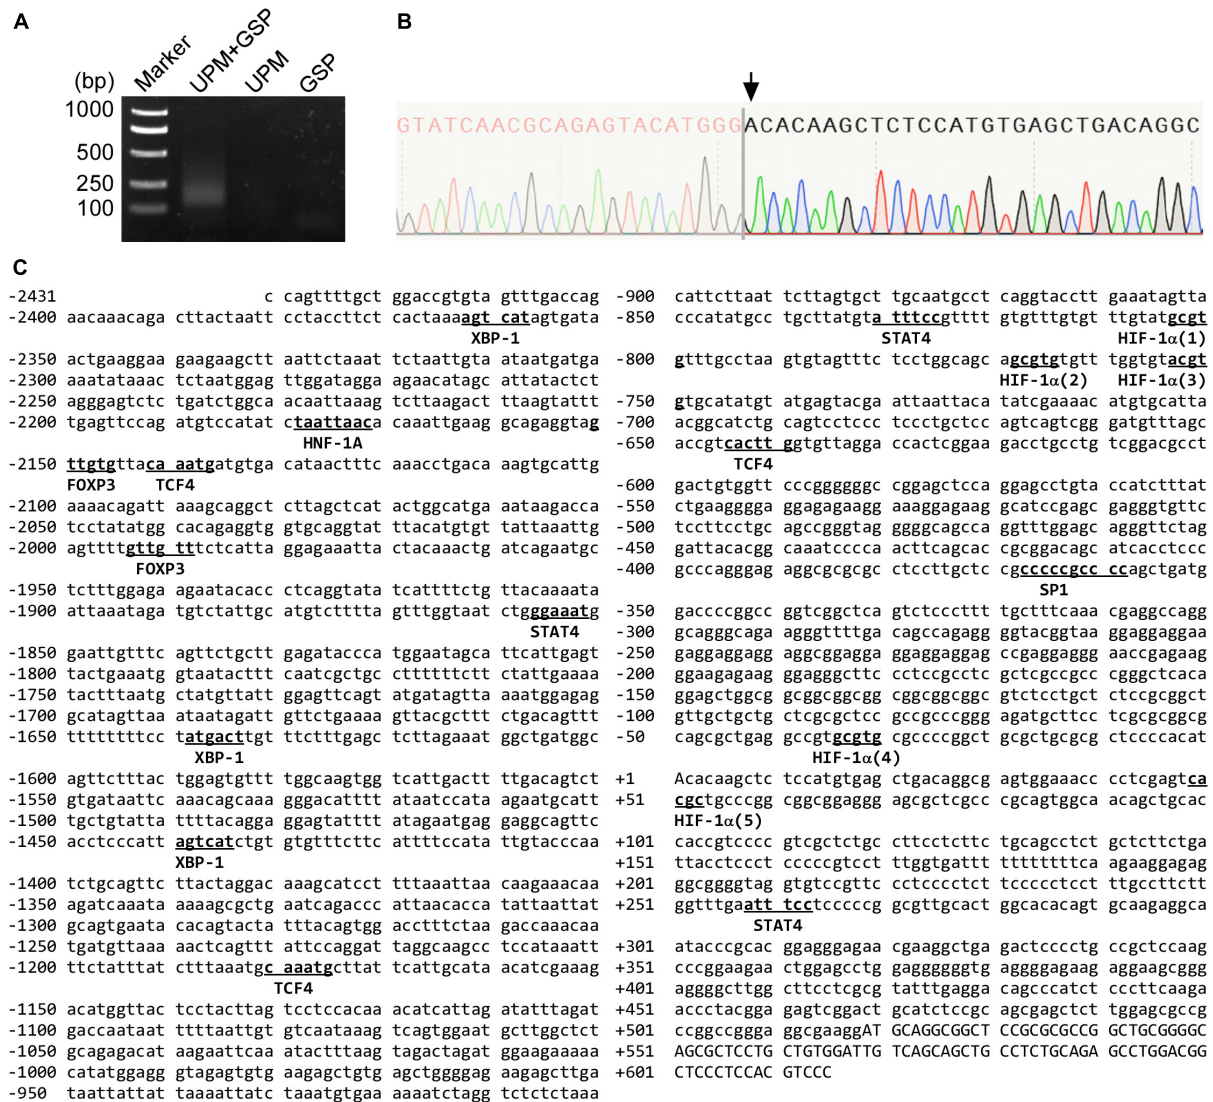 A
(bp)
Marker
UPM+GSP
UPM
GSP
1000
500
250
100
B
GTATCAACGCAGAGTACATGGGACACAAGCTCTCCATGTGAGCTGACAGGC
C
-2431 c cagttttgct ggaccgtgta gtttgaccag
-2400 aacaaacaga cttactaatt cctaccttct cactaaaagt catagtgata
XBP-1
-2350 actgaaggaa gaagaagctt aattctaaat tctaattgta ataatgatga
-2300 aaatataaac tctaatggag ttggatagga agaacatagc attatactct
-2250 agggagtctc tgatctggca acaattaaag tcttaagact ttaagtattt
-2200 tgagttccag atgtccatat ctaattaaca caaattgaag gcagaggtag
HNF-1A
-2150 ttgtgttaca aatgatgtga cataactttc aaacctgaca aagtgcattg
FOXP3 TCF4
-2100 aaaacagatt aaagcaggct cttagctcat actggcatga aataagacca
-2050 tcctatatgg cacagaggtg gtgcaggtat ttacatgtgt tattaaattg
-2000 agttttgttg tttctcatta ggagaaatta ctacaaactg atcagaatgc
FOXP3
-1950 tctttggaga agaatacacc ctcaggtata tcattttctg ttacaaaata
-1900 attaaataga tgtctattgc atgtctttta gtttggtaat ctgggaaatg
STAT4
-1850 gaattgtttc agttctgctt gagataccca tggaatagca ttcattgagt
-1800 tactgaaatg gtaatacttt caatcgctgc cttttttctt ctattgaaaa
-1750 tactttaatg ctatgttatt ggagttcagt atgatagtta aaatggagag
-1700 gcatagttaa ataatagatt gttctgaaaa gttacgcttt ctgacagttt
-1650 ttttttttcc tatgacttgt tttctttgag ctcttagaaat ggctgatggc
XBP-1
-1600 agttctttac tggagtgttt tggcaagtgg tcattgactt tttgacagtct
-1550 gtgataattc aaacagcaaa gggacatttt ataatccata agaatgcatt
-1500 tgctgtatta ttttacagga gggagtatttt atagaatgaag gaggcagttc
-1450 acctcccatt agtcatctgt gtgtttcttc attttaccata ttgtacccaa
XBP-1
-1400 tctgcagttc ttactaggac aaagcatcct tttaaattaa caagaaacaa
-1350 agatcaaata aaaagcgctg aatcagaccc attaacacca tattaattat
-1300 gcagtgaata cacagtacta tttacagtgg acctttctaa gaccaaacaa
-1250 tgatgttaaa aactcagttt attccaggat taggcaagcc tccataaatt
-1200 ttctatttat ctttaaatgc aaatgcttat tcattgcata acatcgaaag
TCF4
-1150 acatggttac tcctacttag tcctccacaa acatcattag atatttagat
-1100 gaccaataat ttttaattgt gtcaataaag tcagtggaat gcttggctct
-1050 gcagagacat aagaattcaa atactttaag tagactagat ggaagaaaaa
-1000 catatggagg gtagagtgtg aagagctgtg agctggggag aagagcttga
-950 taattattat taaaattatc taaatgtgaa aaaatctagg tctctctaaa
-900 cattcttaat tcttagtgct tgcaatgcct caggtacctt gaaatagtta
-850 cccatatgcc tgcttatgta tttccgtttt gtgtttgtgt ttgtatgcgt
STAT4 HIF-1α(1)
-800 gtttgcctaa gtgtagtttc tcctggcagc agcgtgtgtt tggtgtacgt
HIF-1α(2) HIF-1α(3)
-750 gtgcatatgt atgagtacga attaattaca tatcgaaaac atgtgcatta
-700 acggcatctg cagtcctccc tccctgctcc agtcagtcgg gatgtttagc
-650 accgtcactt ggtgttagga ccactcggaa gacctgcctg tcggacgcct
TCF4
-600 gactgtggtt cccggggggc cggagctcca ggagcctgta ccatctttat
-550 ctgaagggga ggagagaagg aaaggagaag gcatccgagc gagggtgttc
-500 tccttcctgc agcccgggtag ggggcagcca ggtttggagc agggttctag
-450 gattacacgg caaatcccca acttcagcac cgcggacagc atcacctccc
-400 gcccagggag aggcgcgcgc ctccttgctc cgcccccgcc ccagctgatg
SP1
-350 gaccccggcc ggtcggctca gtctcccttt tgctttcaaa cgaggccagg
-300 gcagggcaga agggttttga cagccagagg ggtacggtaa ggaggaggaa
-250 gaggaggagg aggcggagga ggaggaggagc cgaggaggg aaccgagaag
-200 ggaagagaag ggagggcttc cctccgcctc gctcgccgcc cgggctcaca
-150 ggagctggcg gcggcggcgg cggcggcggc gtctcctgct ctccgcggct
-100 gttgctgctg ctcgcgctcc gccgcccggg agatgcttcc tcgcgcggcg
-50 cagcgctgag gccgtgcgtg cgccccggct gcgctgcgcg ctccccacat
HIF-1α(4)
+1 Acacaagctc tccatgtgag ctgacaggcg agtggaaacc cctcgagtca
+51 cgctgcccgg cggcggaggg agcgctcgcc cgcagtggca acagctgcac
HIF-1α(5)
+101 caccgtcccc gtcgctctgc cttcctcttc tgcagcctct gctcttctga
+151 ttacctccct cccccgtcct ttggtgattt tttttttttca agaaggagag
+201 ggcggggtag ggtgtccgttc cctcccctct tccccctcct ttgccttctt
+251 ggtttgaatt tcctcccccg gcgttgcact ggcacacagt gcaagaggca
STAT4
+301 atacccgcac ggagggagaa cgaaggctga gactcccctg ccgctccaag
+351 cccggaagaa ctggagcctg gaggggggtg aggggagaag aggaagcggg
+401 aggggcttgg cttcctcgcg tatttgagga cagcccatct cccttcaaga
+451 accctacgga gagtcggact gcatctccgc agcgagctct tggagcgccg
+501 ccggccggga ggcgaaggAT GCAGGCGGCT CCGCGCGCCG GCTGCGGGGC
+551 AGCGCTCCTG CTGTGGATTG TCAGCAGCTG CCTCTGCAGA GCCTGGACGG
+601 CTCCCTCCAC GTCCC